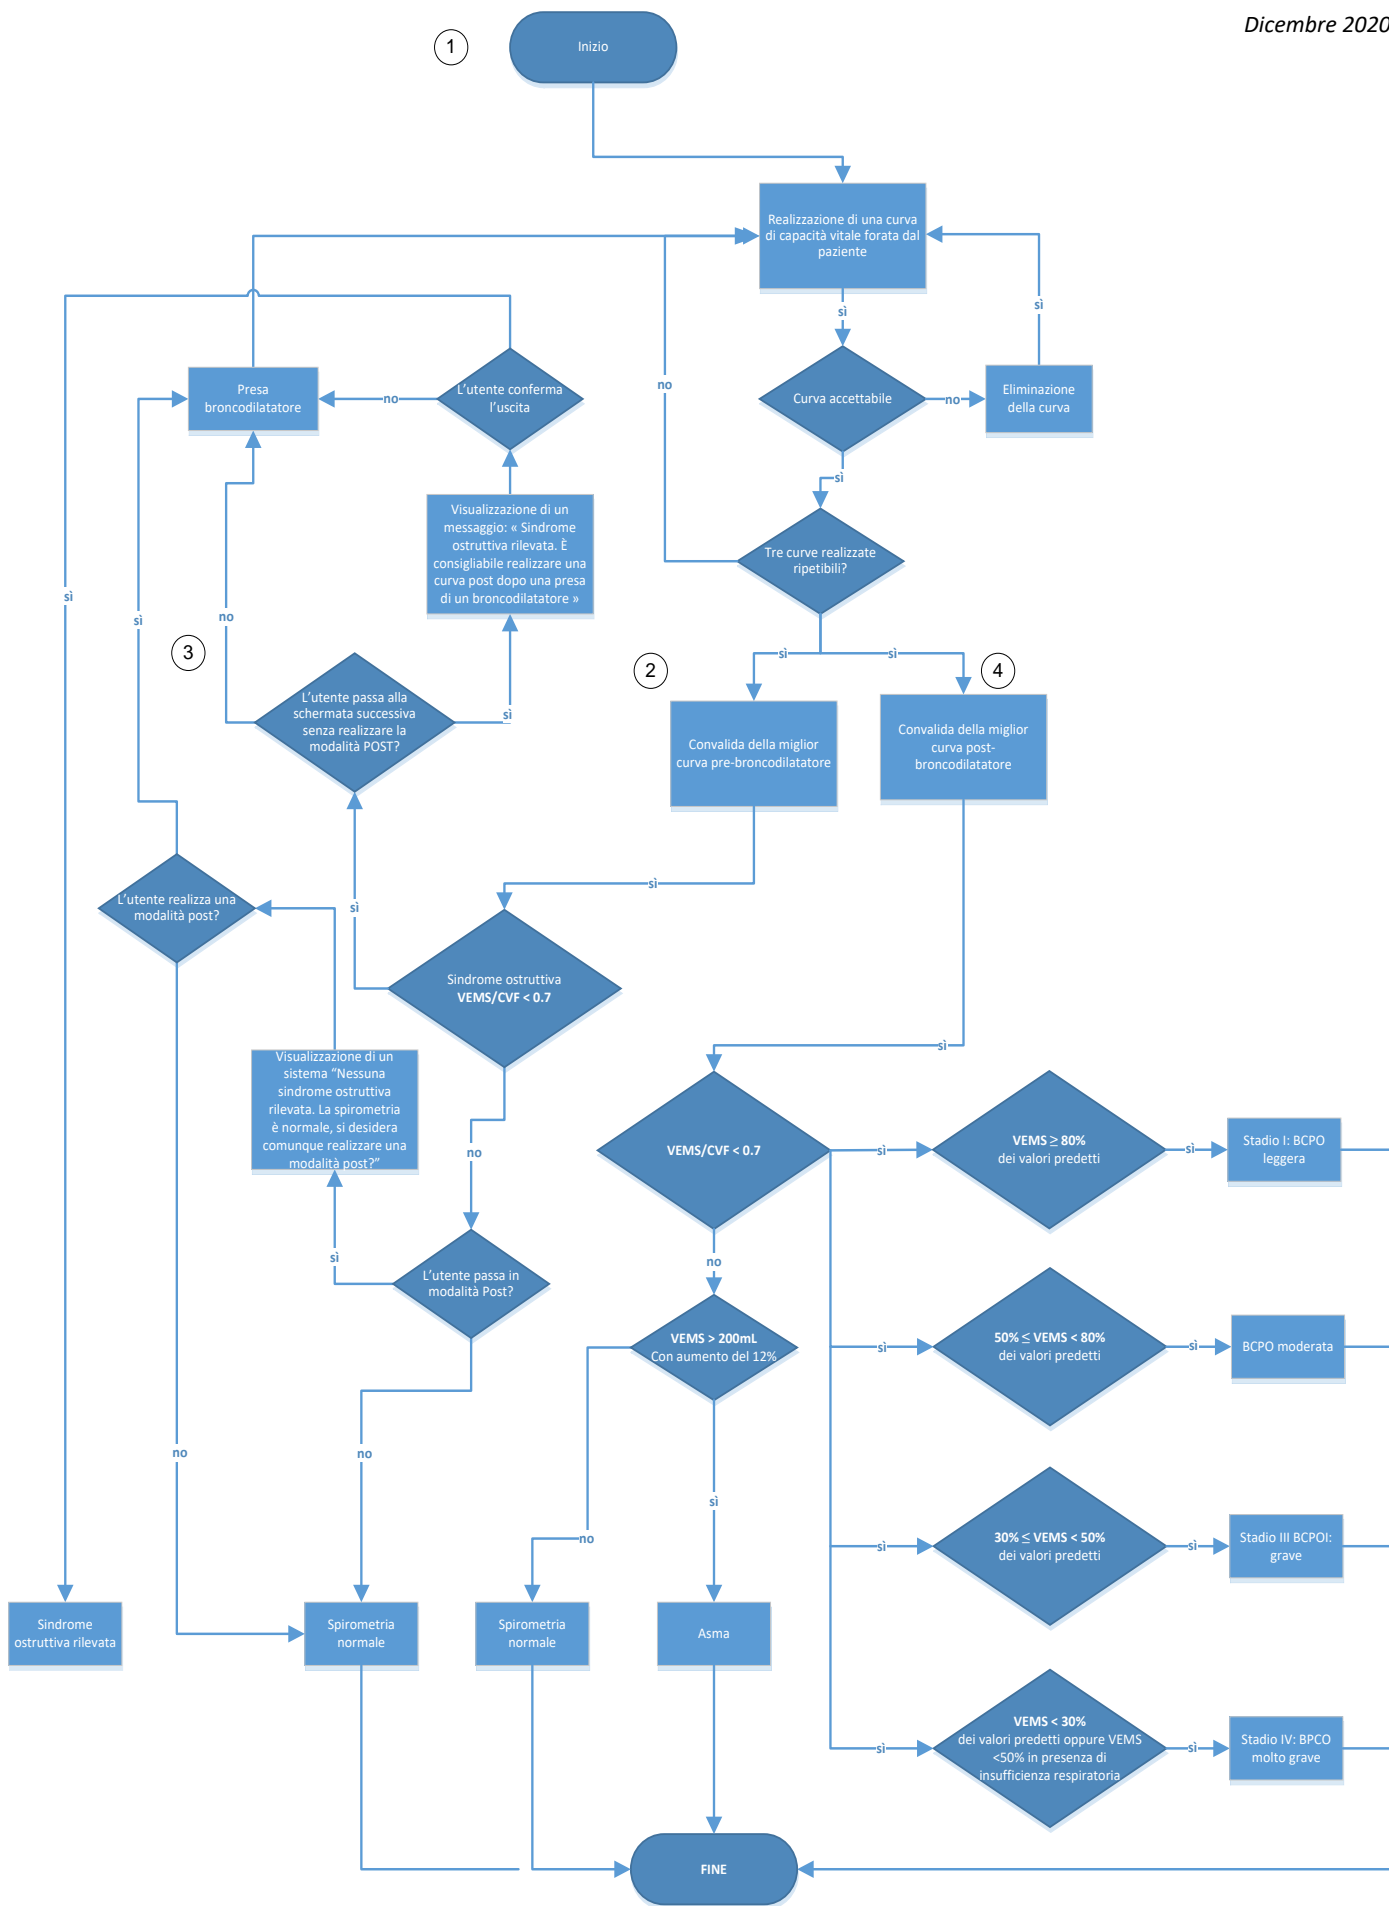 Dicembre 2020
1
Inizio
Realizzazione di una curva
di capacità vitale forata dal
paziente
sì
sì
Presa
broncodilatatore
no
L'utente conferma
l'uscita
no
Curva accettabile
no
Eliminazione
della curva
sì
Visualizzazione di un
messaggio: « Sindrome
ostruttiva rilevata. È
consigliabile realizzare una
curva post dopo una presa
di un broncodilatatore »
Tre curve realizzate
ripetibili?
sì
sì
no
3
sì
sì
2
4
L'utente passa alla
schermata successiva
senza realizzare la
modalità POST?
sì
Convalida della miglior
curva pre-broncodilatatore
Convalida della miglior
curva post-
broncodilatatore
L'utente realizza una
modalità post?
sì
sì
Sindrome ostruttiva
VEMS/CVF < 0.7
sì
Visualizzazione di un
sistema "Nessuna
sindrome ostruttiva
rilevata. La spirometria
è normale, si desidera
comunque realizzare una
modalità post?"
no
VEMS/CVF < 0.7
sì
VEMS ≥ 80%
dei valori predetti
sì
Stadio I: BCPO
leggera
sì
no
L'utente passa in
modalità Post?
VEMS > 200mL
Con aumento del 12%
sì
50% ≤ VEMS < 80%
dei valori predetti
sì
BCPO moderata
no
no
sì
no
sì
30% ≤ VEMS < 50%
dei valori predetti
sì
Stadio III BCPOI:
grave
Sindrome
ostruttiva rilevata
Spirometria
normale
Spirometria
normale
Asma
sì
VEMS < 30%
dei valori predetti oppure VEMS
<50% in presenza di
insufficienza respiratoria
sì
Stadio IV: BPCO
molto grave
FINE